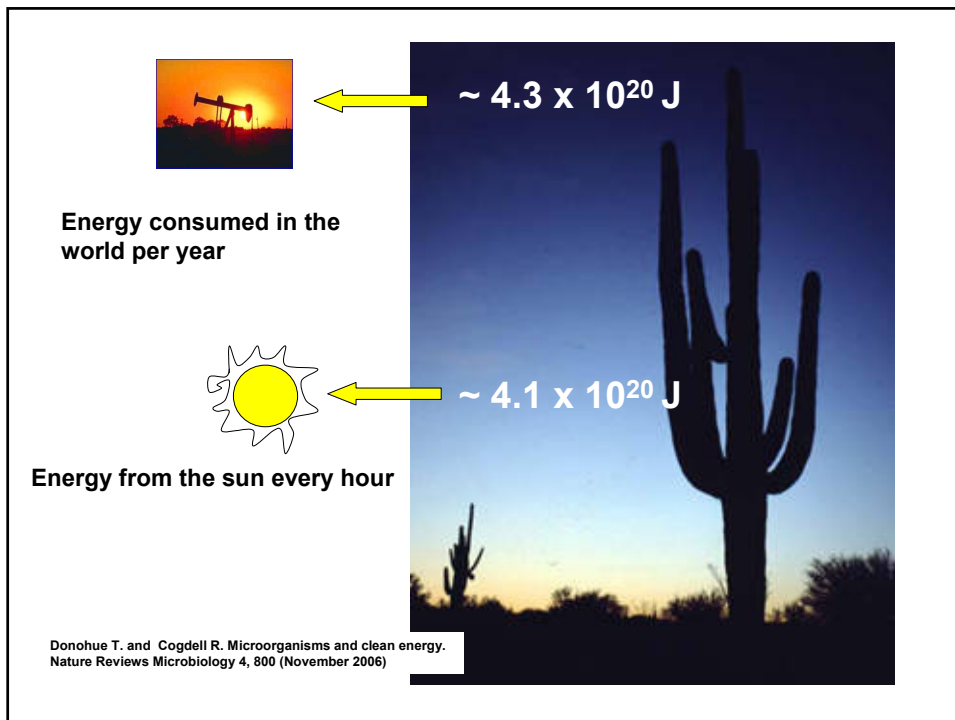 ~ 4.3 x 10²⁰ J
Energy consumed in the
world per year
~ 4.1 x 10²⁰ J
Energy from the sun every hour
Donohue T. and Cogdell R. Microorganisms and clean energy.
Nature Reviews Microbiology 4, 800 (November 2006)